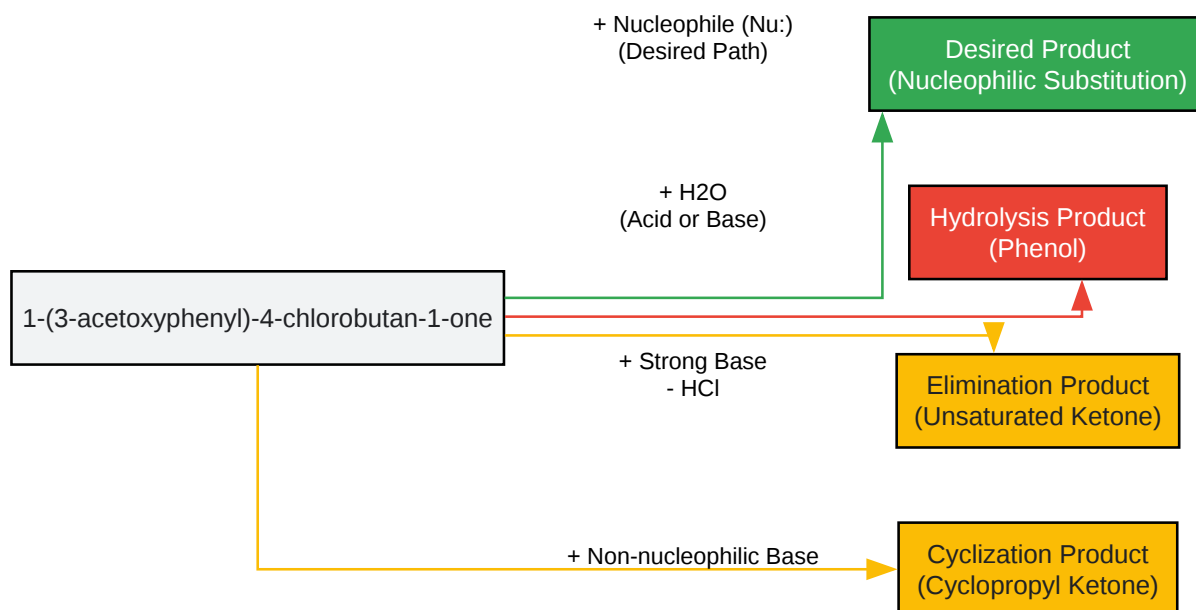 + Nucleophile (Nu:)
(Desired Path)
Desired Product
(Nucleophilic Substitution)
+ H2O
(Acid or Base)
Hydrolysis Product
(Phenol)
1-(3-acetoxyphenyl)-4-chlorobutan-1-one
+ Strong Base
- HCl
Elimination Product
(Unsaturated Ketone)
+ Non-nucleophilic Base
Cyclization Product
(Cyclopropyl Ketone)